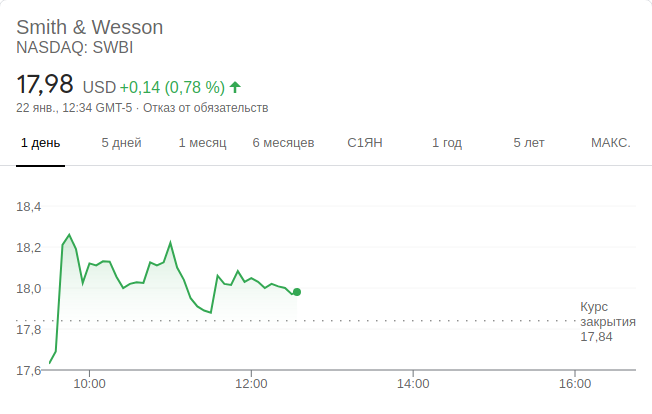 Smith & Wesson
NASDAQ: SWBI
17,98 USD +0,14 (0,78 %)
22 янв., 12:34 GMT-5 · Отказ от обязательств
1 день 5 дней 1 месяц 6 месяцев С1ЯН 1 год 5 лет МАКС.
18,4
18,2
18,0
17,8
17,6
Курс
закрытия
17,84
10:00 12:00 14:00 16:00